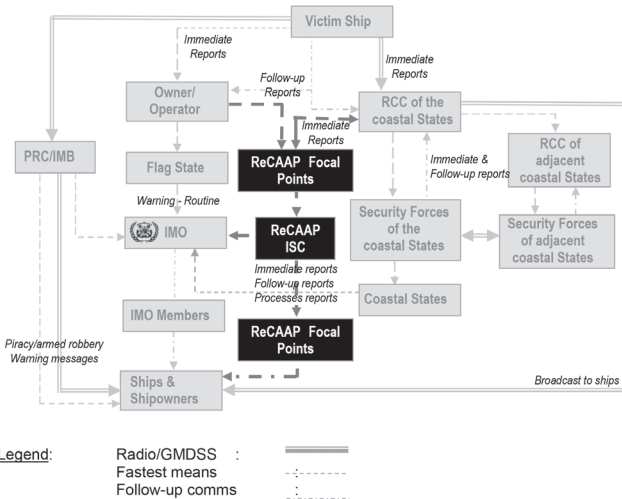 Victim Ship
Immediate
Reports
Immediate
Reports
Follow-up
Reports
Owner/
Operator
RCC of the
coastal States
Immediate
Reports
PRC/IMB
RCC of
adjacent
coastal States
Flag State
ReCAAP Focal
Points
Immediate &
Follow-up reports
Warning - Routine
IMO
ReCAAP
ISC
Security Forces
of the
coastal States
Security Forces
of adjacent
coastal States
Immediate reports
Follow-up reports
Processes reports
Coastal States
IMO Members
ReCAAP Focal
Points
Piracy/armed robbery
Warning messages
Ships &
Shipowners
Broadcast to ships
Legend:
Radio/GMDSS :
Fastest means :
Follow-up comms :